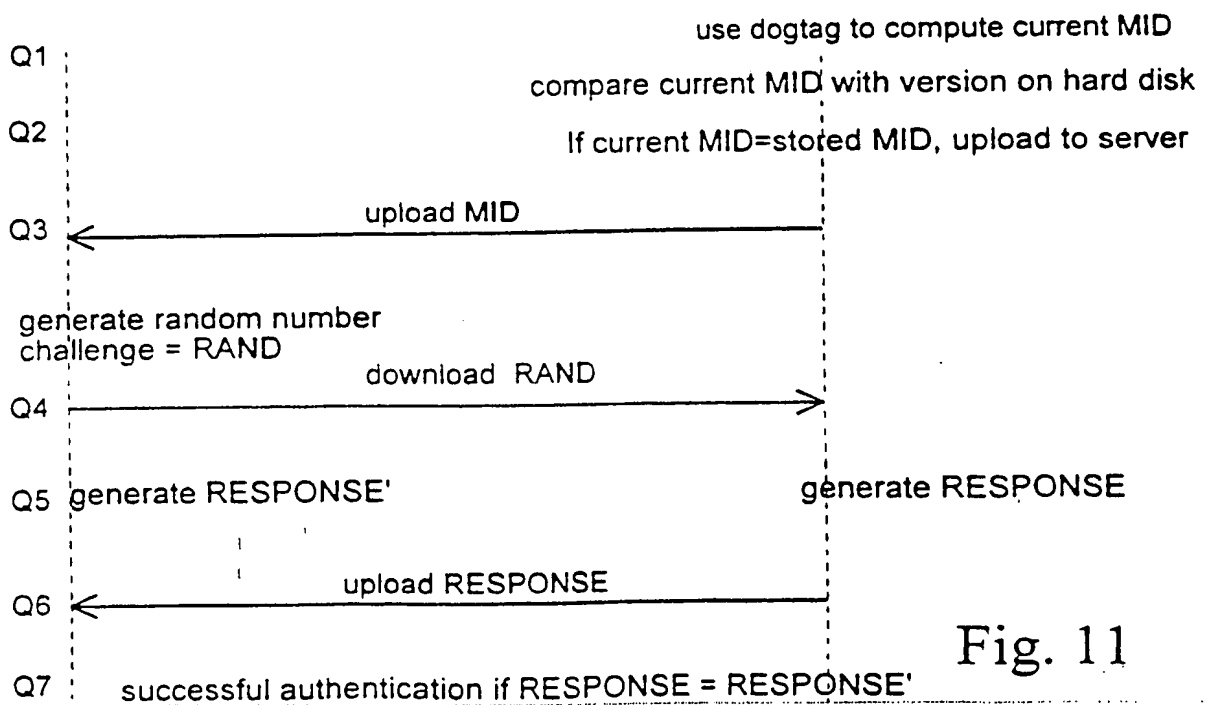 use dogtag to compute current MID
Q1
compare current MID with version on hard disk
Q2
If current MID=stored MID, upload to server
upload MID
Q3
generate random number
challenge = RAND
download RAND
Q4
Q5 generate RESPONSE' generate RESPONSE
upload RESPONSE
Q6
Fig. 11
Q7 successful authentication if RESPONSE = RESPONSE'